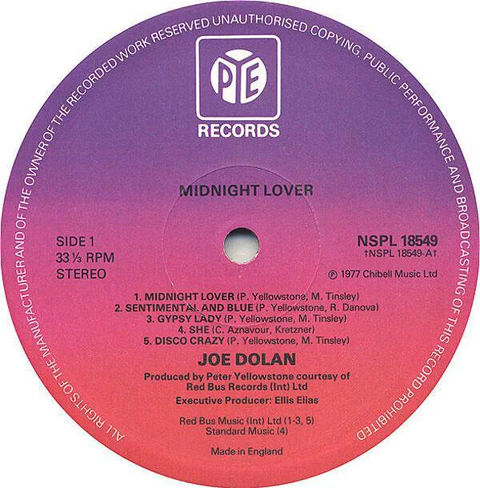 ALL RIGHTS OF THE MANUFACTURER AND OF THE OWNER OF THE RECORDED WORK RESERVED UNAUTHORISED COPYING, PUBLIC PERFORMANCE AND BROADCASTING OF THIS RECORD PROHIBITED
PYE
RECORDS
MIDNIGHT LOVER
SIDE 1
33⅓ RPM
STEREO
NSPL 18549
†NSPL 18549-A†
℗ 1977 Chibell Music Ltd
1. MIDNIGHT LOVER (P. Yellowstone, M. Tinsley)
2. SENTIMENTAL AND BLUE (P. Yellowstone, R. Danova)
3. GYPSY LADY (P. Yellowstone, M. Tinsley)
4. SHE (C. Aznavour, Kretzner)
5. DISCO CRAZY (P. Yellowstone, M. Tinsley)
JOE DOLAN
Produced by Peter Yellowstone courtesy of
Red Bus Records (Int) Ltd
Executive Producer: Ellis Elias
Red Bus Music (Int) Ltd (1-3, 5)
Standard Music (4)
Made in England